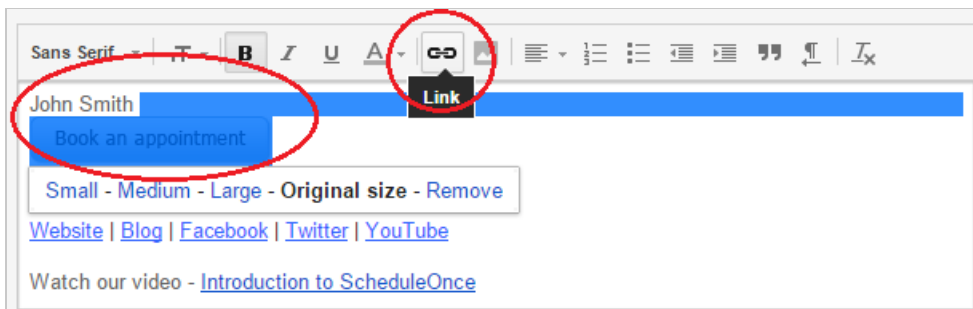 Sans Serif T B I U A Tx
Link
John Smith
Book an appointment
Small - Medium - Large - Original size - Remove
Website | Blog | Facebook | Twitter | YouTube
Watch our video - Introduction to ScheduleOnce